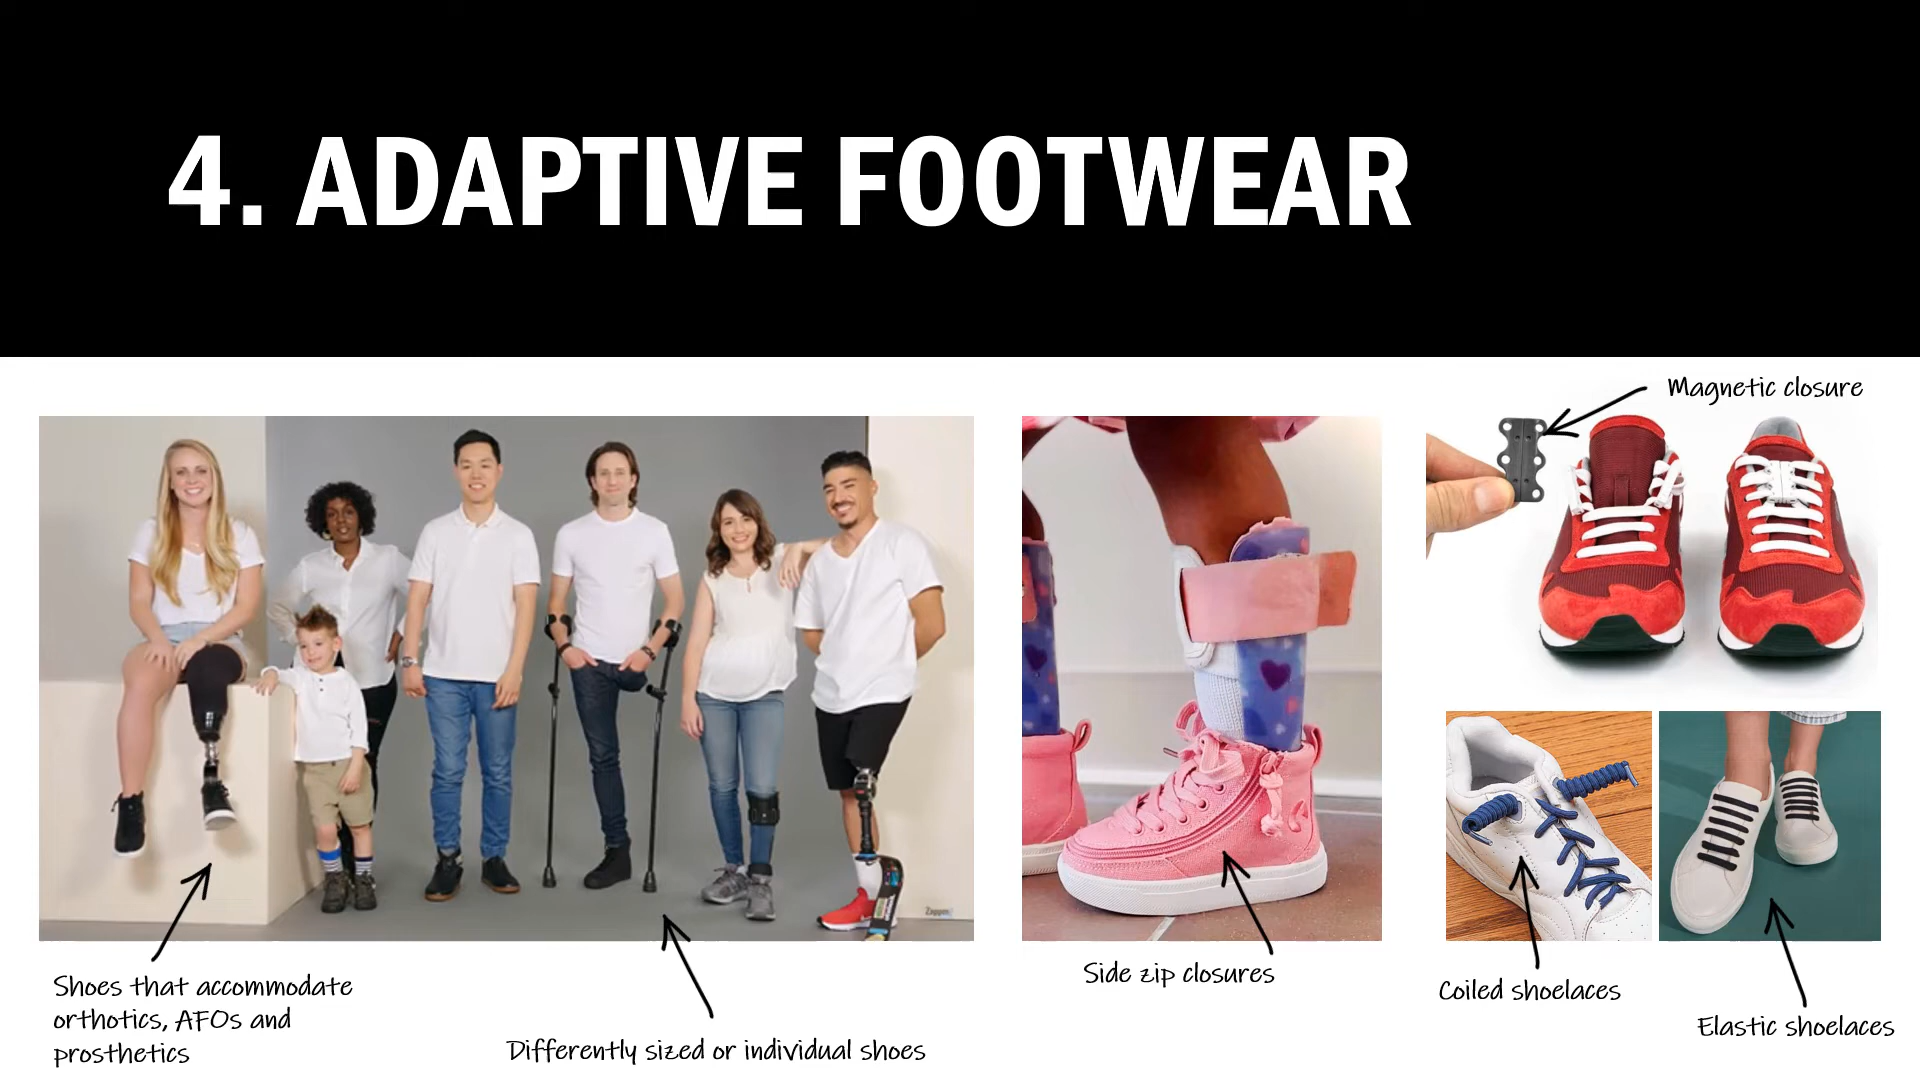 4. ADAPTIVE FOOTWEAR
Magnetic closure
Zappos
Side zip closures
Coiled shoelaces
Shoes that accommodate
orthotics, AFOs and
prosthetics
Elastic shoelaces
Differently sized or individual shoes